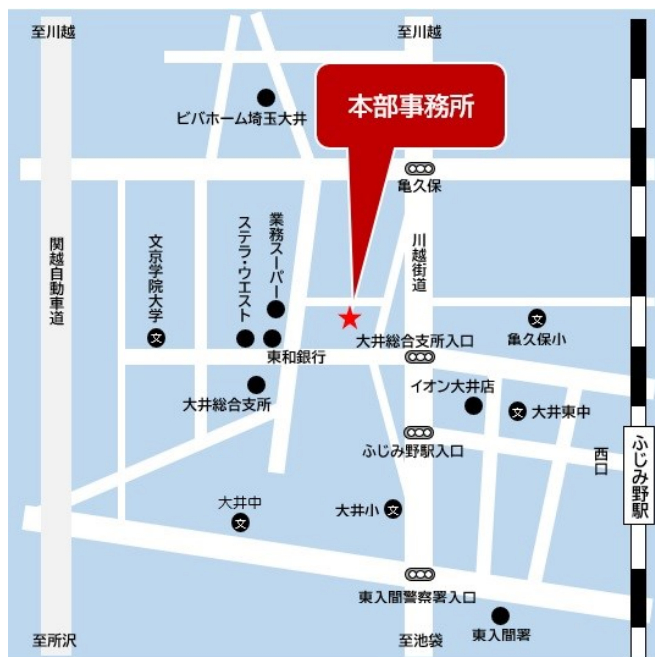 至川越
至川越
ビバホーム埼玉大井
本部事務所
亀久保
関越自動車道
文京学院大学
文
ステラ・ウエスト
業務スーパー
川越街道
東和銀行
大井総合支所入口
文
亀久保小
大井総合支所
イオン大井店
文
大井東中
ふじみ野駅入口
西口
ふじみ野駅
大井中
文
大井小
文
東入間警察署入口
東入間署
至所沢
至池袋